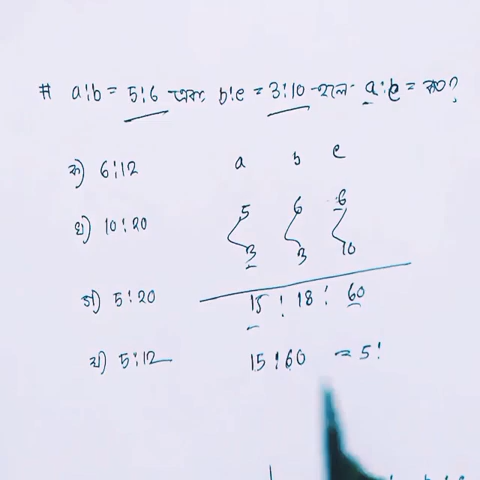 # a:b = 5:6 এবং b:c = 3:10 হলে a:c = কত?
ক) 6:12
খ) 10:20
গ) 5:20
ঘ) 5:12
a b c
5 6 6
3 3 10
15 : 18 : 60
15:60 = 5: